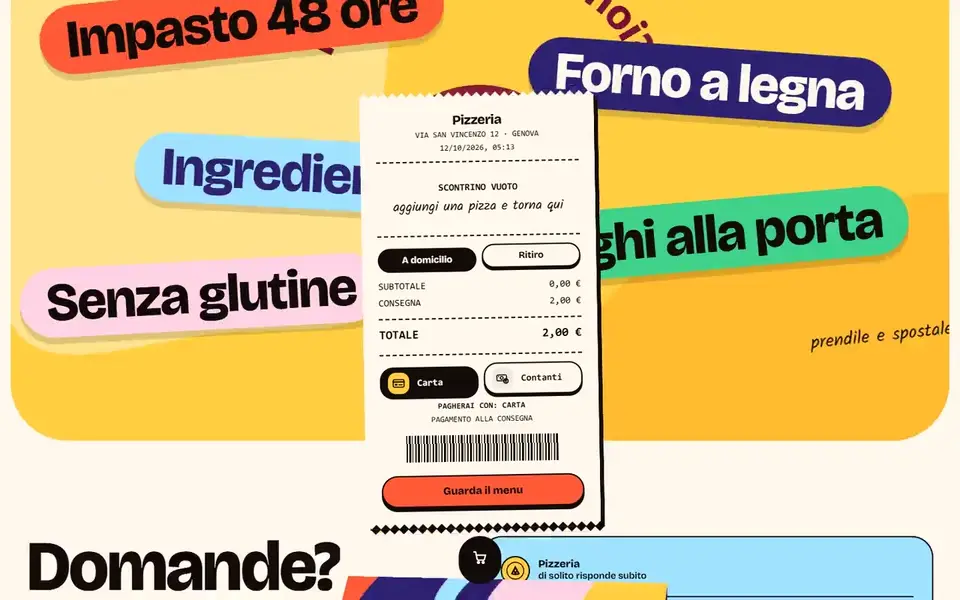 Impasto 48 ore
noi?
Forno a legna
Pizzeria
VIA SAN VINCENZO 12 · GENOVA
12/10/2026, 05:13
SCONTRINO VUOTO
aggiungi una pizza e torna qui
ghi alla porta
A domicilio
Ritiro
Senza glutine
SUBTOTALE 0,00 €
CONSEGNA 2,00 €
TOTALE 2,00 €
prendile e spostale
Carta
Contanti
PAGHERAI CON: CARTA
PAGAMENTO ALLA CONSEGNA
Guarda il menu
Domande?
Pizzeria
di solito risponde subito